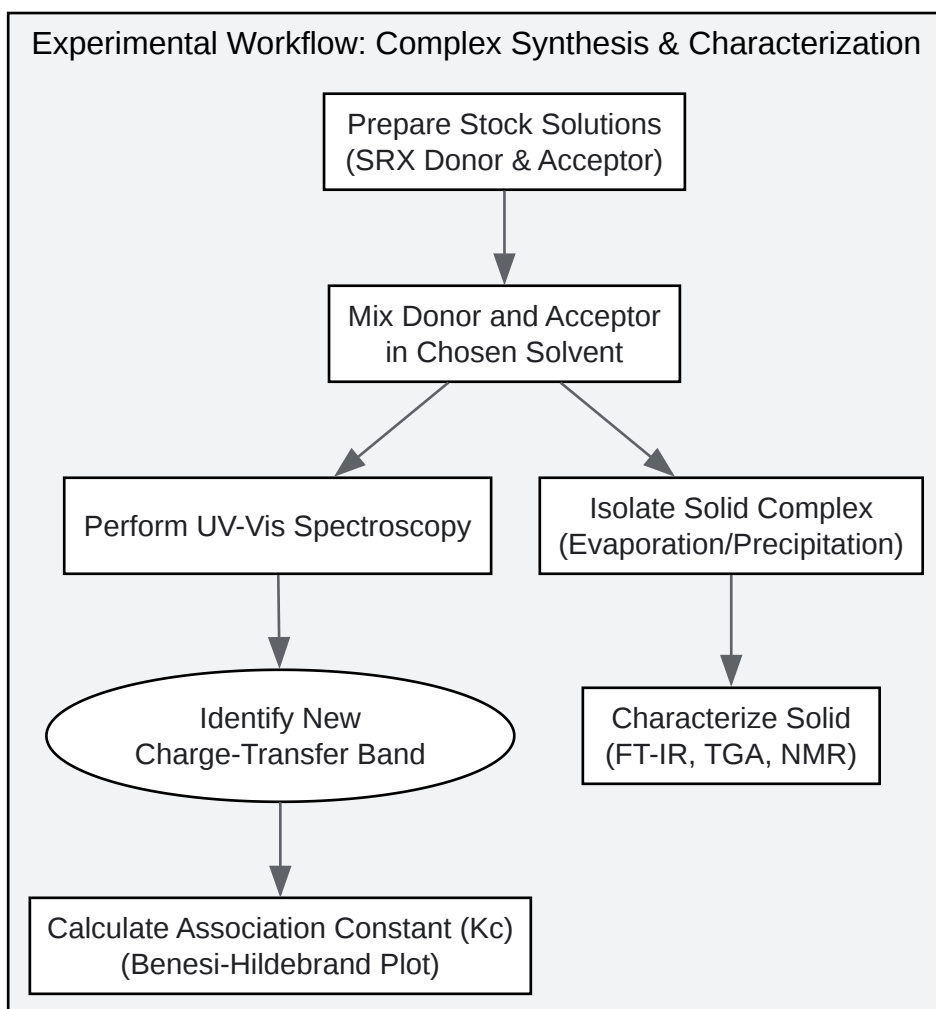 Experimental Workflow: Complex Synthesis & Characterization
Prepare Stock Solutions
(SRX Donor & Acceptor)
Mix Donor and Acceptor
in Chosen Solvent
Perform UV-Vis Spectroscopy
Isolate Solid Complex
(Evaporation/Precipitation)
Identify New
Charge-Transfer Band
Characterize Solid
(FT-IR, TGA, NMR)
Calculate Association Constant (Kc)
(Benesi-Hildebrand Plot)